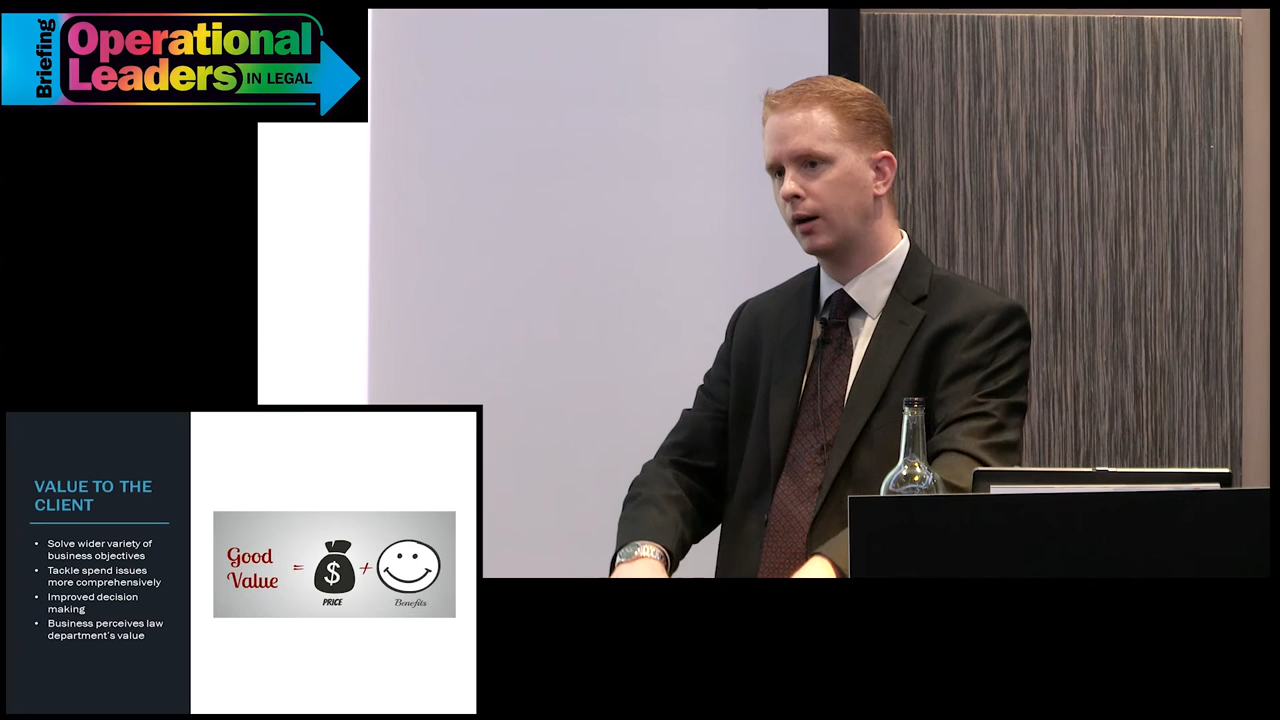 Briefing
Operational
Leaders
IN LEGAL
VALUE TO THE
CLIENT
• Solve wider variety of
business objectives
• Tackle spend issues
more comprehensively
• Improved decision
making
• Business perceives law
department's value
Good
Value
=
$
+
PRICE
Benefits